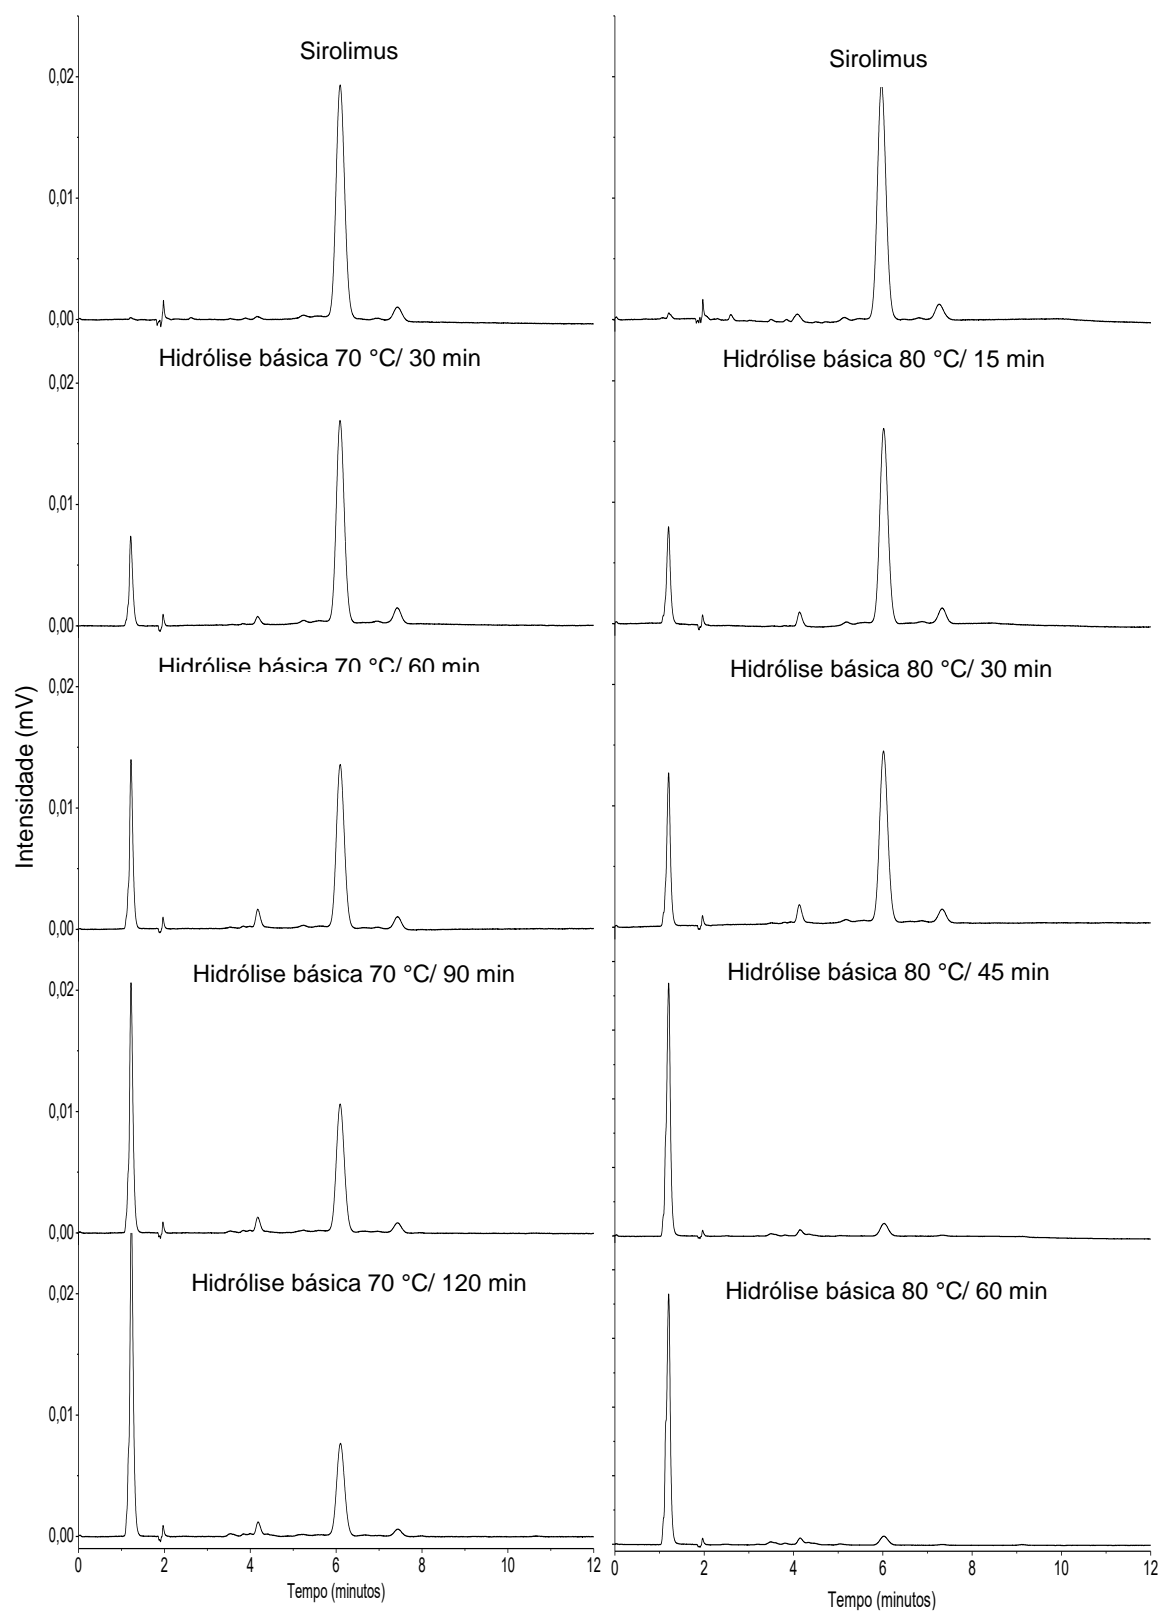 Sirolimus
Sirolimus
0,02
0,01
0,00
Hidrólise básica 70 °C/ 30 min
Hidrólise básica 80 °C/ 15 min
0,02
0,01
0,00
Hidrólise básica 70 °C/ 60 min
Hidrólise básica 80 °C/ 30 min
0,02
0,01
0,00
Intensidade (mV)
Hidrólise básica 70 °C/ 90 min
Hidrólise básica 80 °C/ 45 min
0,02
0,01
0,00
Hidrólise básica 70 °C/ 120 min
Hidrólise básica 80 °C/ 60 min
0,02
0,01
0,00
0 2 4 6 8 10 12
0 2 4 6 8 10 12
Tempo (minutos)
Tempo (minutos)